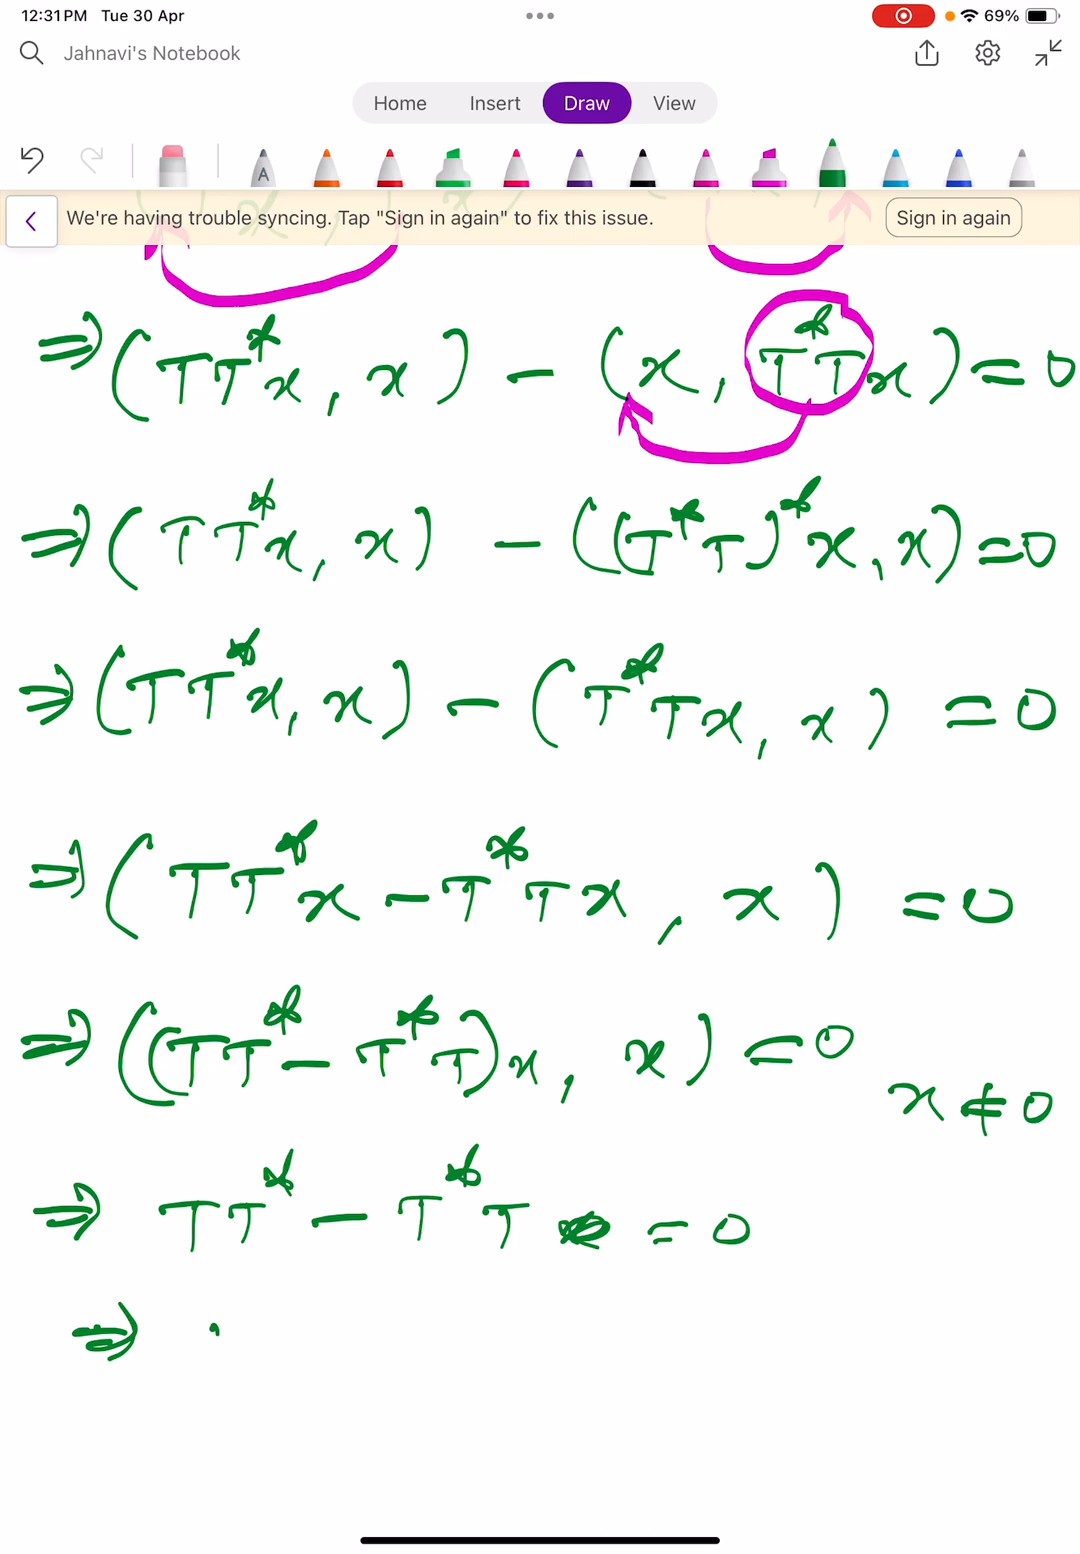 12:31 PM Tue 30 Apr
69%
Jahnavi's Notebook
Home Insert Draw View
A
We're having trouble syncing. Tap "Sign in again" to fix this issue. Sign in again
⇒ (TT*x, x) − (x, T*Tx) = 0
⇒ (TT*x, x) − ((T*T)*x, x) = 0
⇒ (TT*x, x) − (T*Tx, x) = 0
⇒ (TT*x − T*Tx, x) = 0
⇒ ((TT* − T*T)x, x) = 0
x ≠ 0
⇒ TT* − T*T = 0
⇒